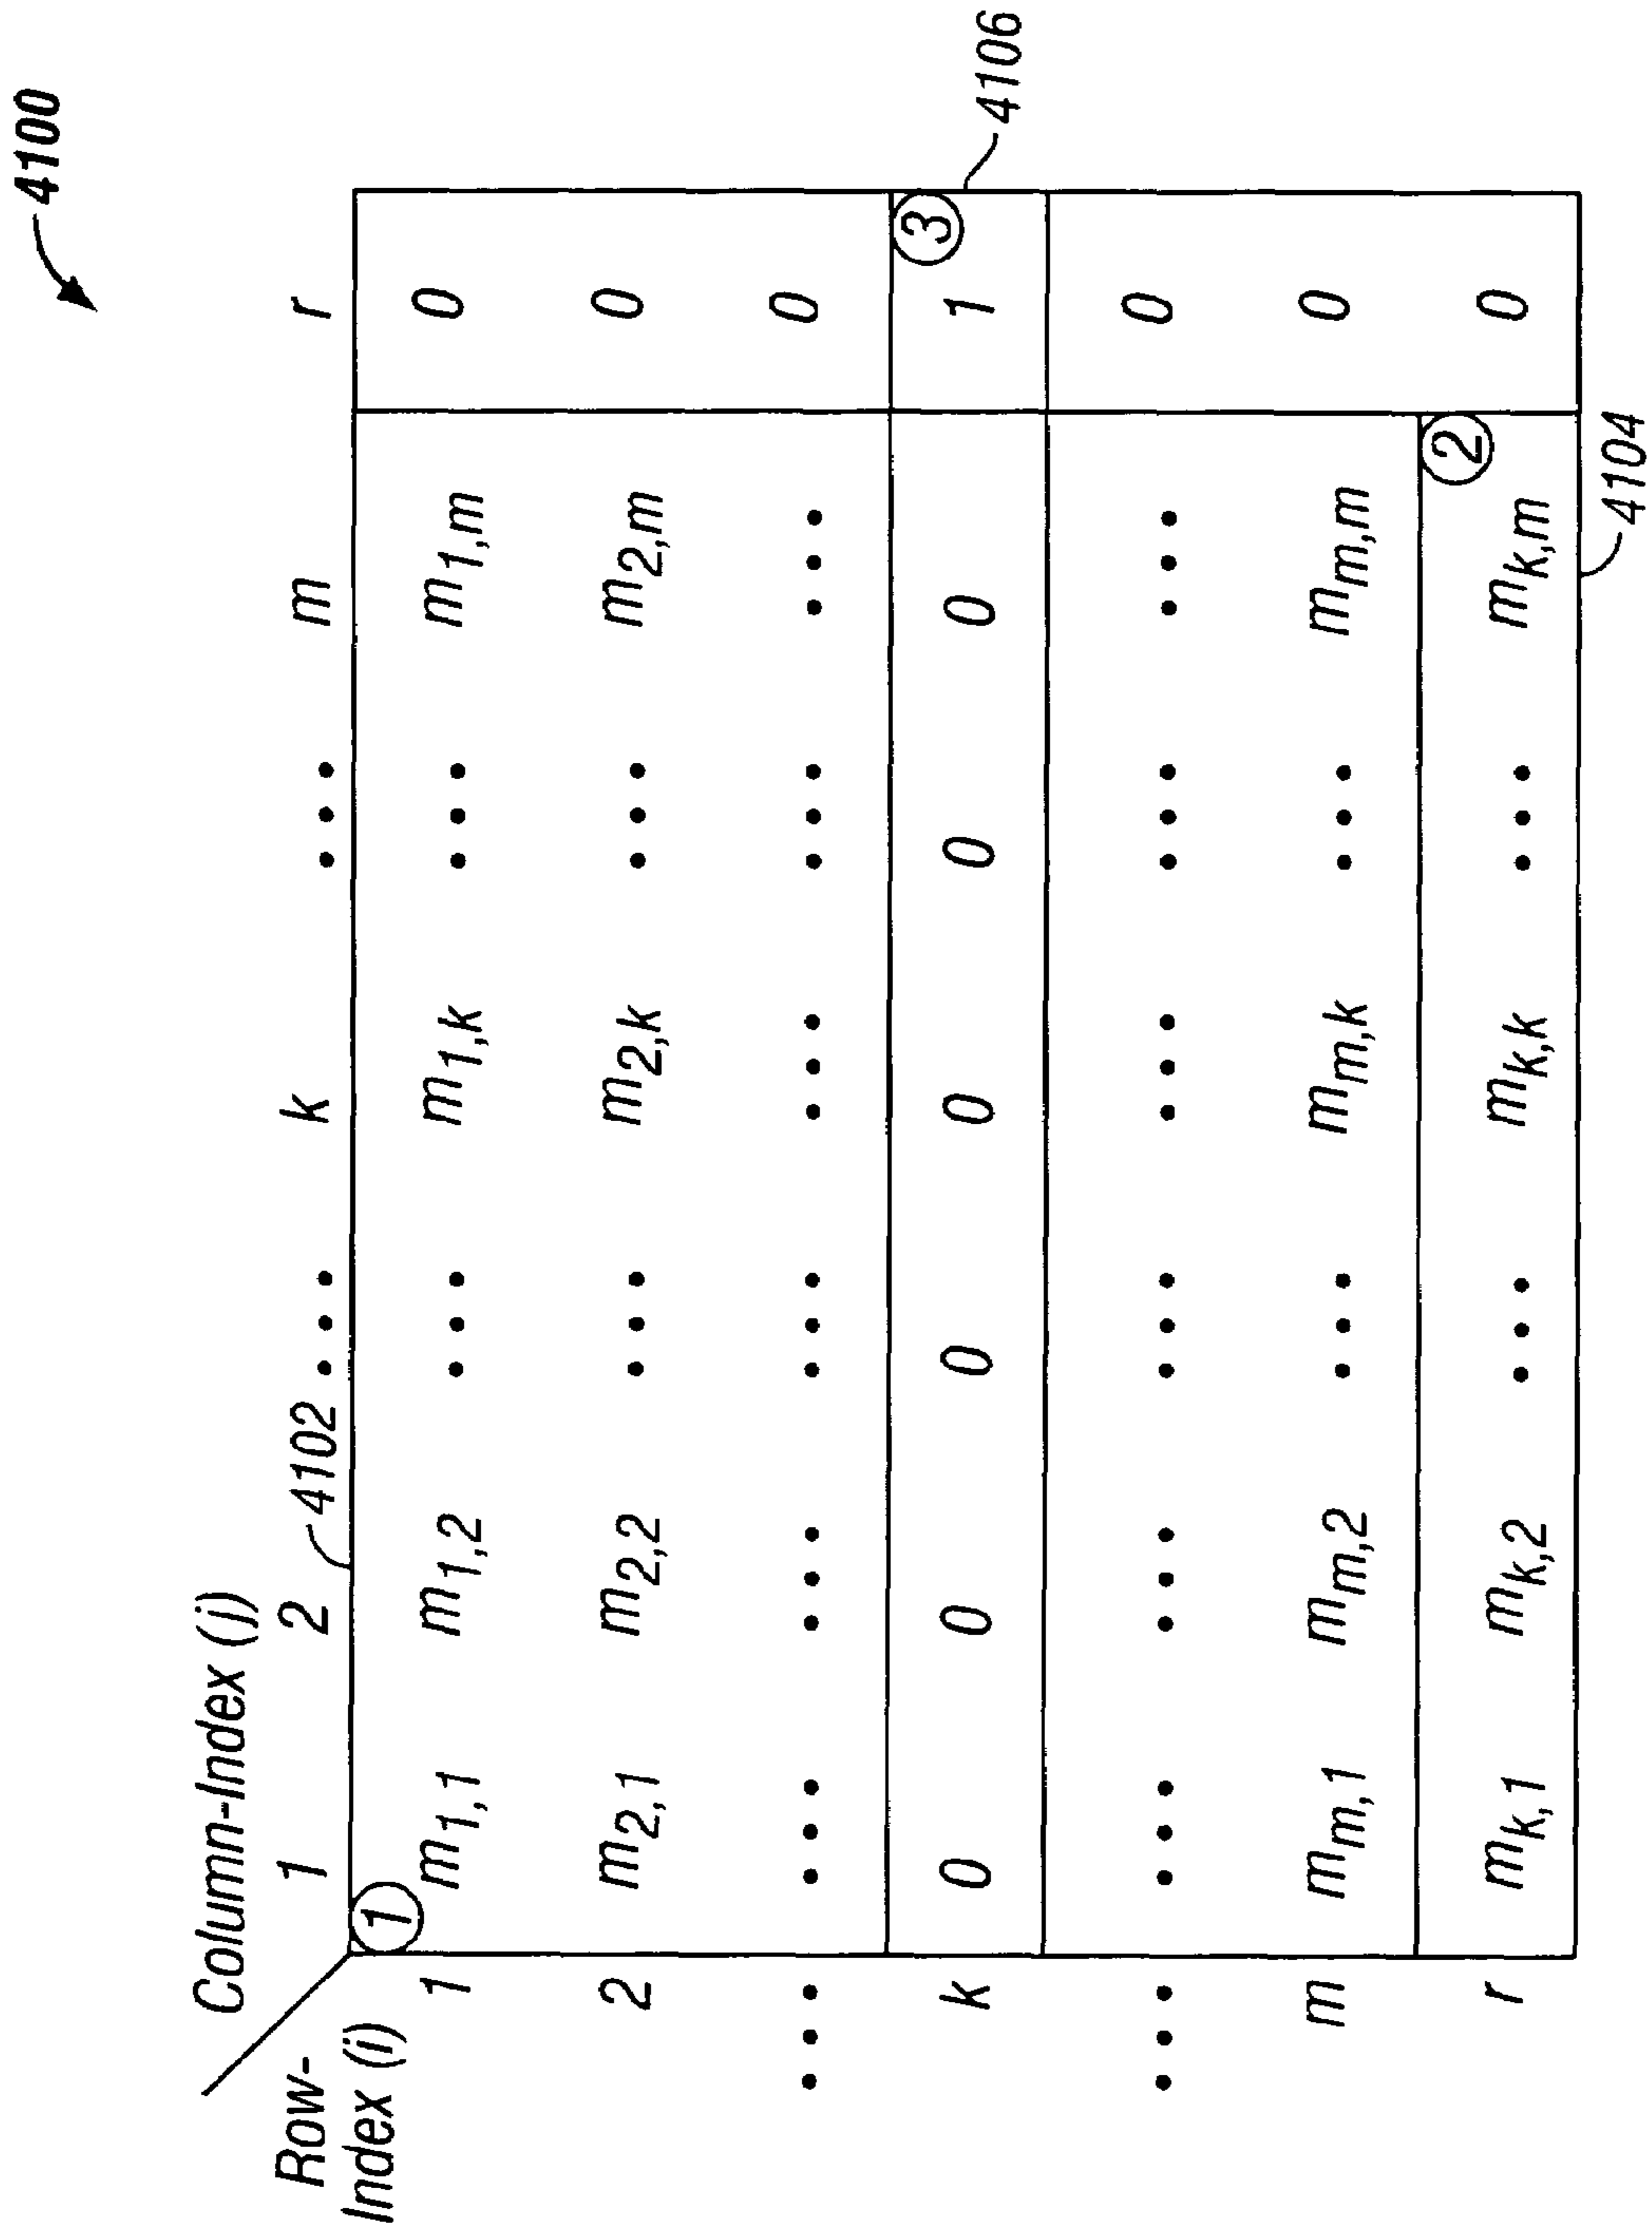 4100
Column-Index (j)
Row-Index (i)
1 2 4102 ... k ... m r
1 ① m1,1 m1,2 ... m1,k ... m1,m 0
2 m2,1 m2,2 ... m2,k ... m2,m 0
... ... ... ... ... 0
k 0 0 0 0 0 0 1 ③ 4106
... ... ... ... ... ... ... 0
m mm,1 mm,2 ... mm,k ... mm,m 0
r mk,1 mk,2 ... mk,k ... mk,m ② 0
4104